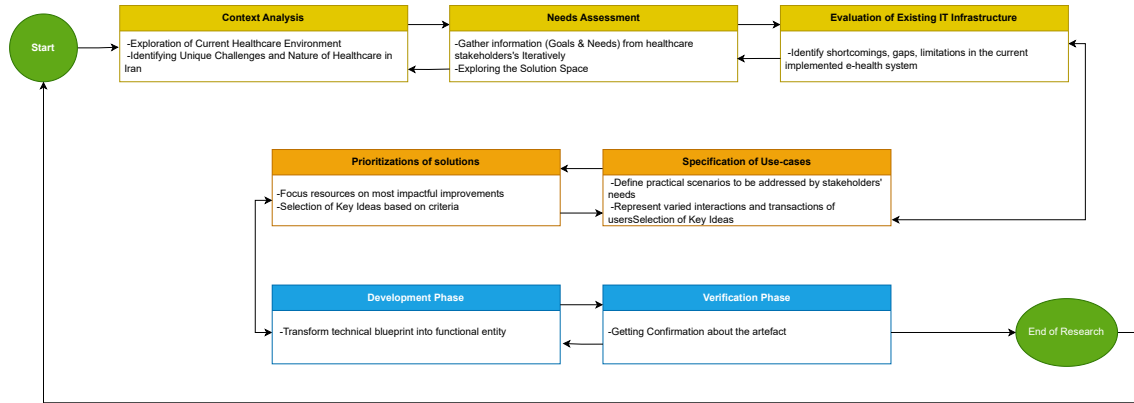 Start
Context Analysis
-Exploration of Current Healthcare Environment
-Identifying Unique Challenges and Nature of Healthcare in
Iran
Needs Assessment
-Gather information (Goals & Needs) from healthcare
stakeholders's Iteratively
-Exploring the Solution Space
Evaluation of Existing IT Infrastructure
-Identify shortcomings, gaps, limitations in the current
implemented e-health system
Prioritizations of solutions
-Focus resources on most impactful improvements
-Selection of Key Ideas based on criteria
Specification of Use-cases
-Define practical scenarios to be addressed by stakeholders'
needs
-Represent varied interactions and transactions of
usersSelection of Key Ideas
Development Phase
-Transform technical blueprint into functional entity
Verification Phase
-Getting Confirmation about the artefact
End of Research